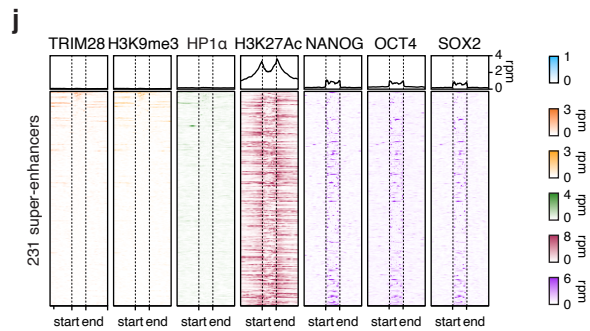 j
TRIM28 H3K9me3 HP1α H3K27Ac NANOG OCT4 SOX2
4
2
0
rpm
231 super-enhancers
start end start end start end start end start end start end start end
1
0
3
0
rpm
3
0
rpm
4
0
rpm
8
0
rpm
6
0
rpm